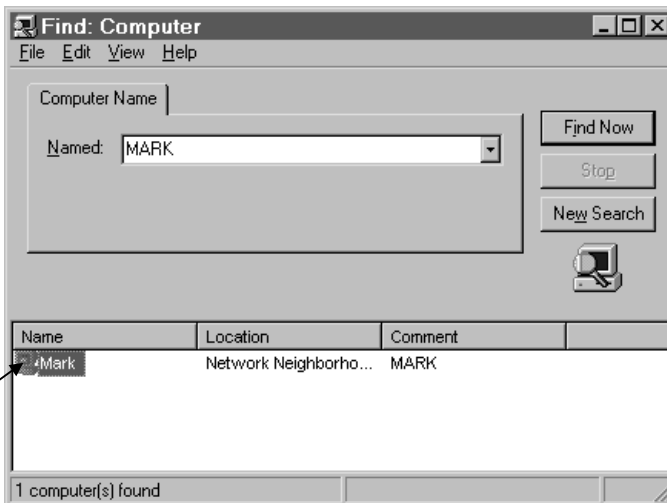 Find: Computer
File Edit View Help
Computer Name
Named: MARK
Find Now
Stop
New Search
Name Location Comment
Mark Network Neighborho... MARK
1 computer(s) found